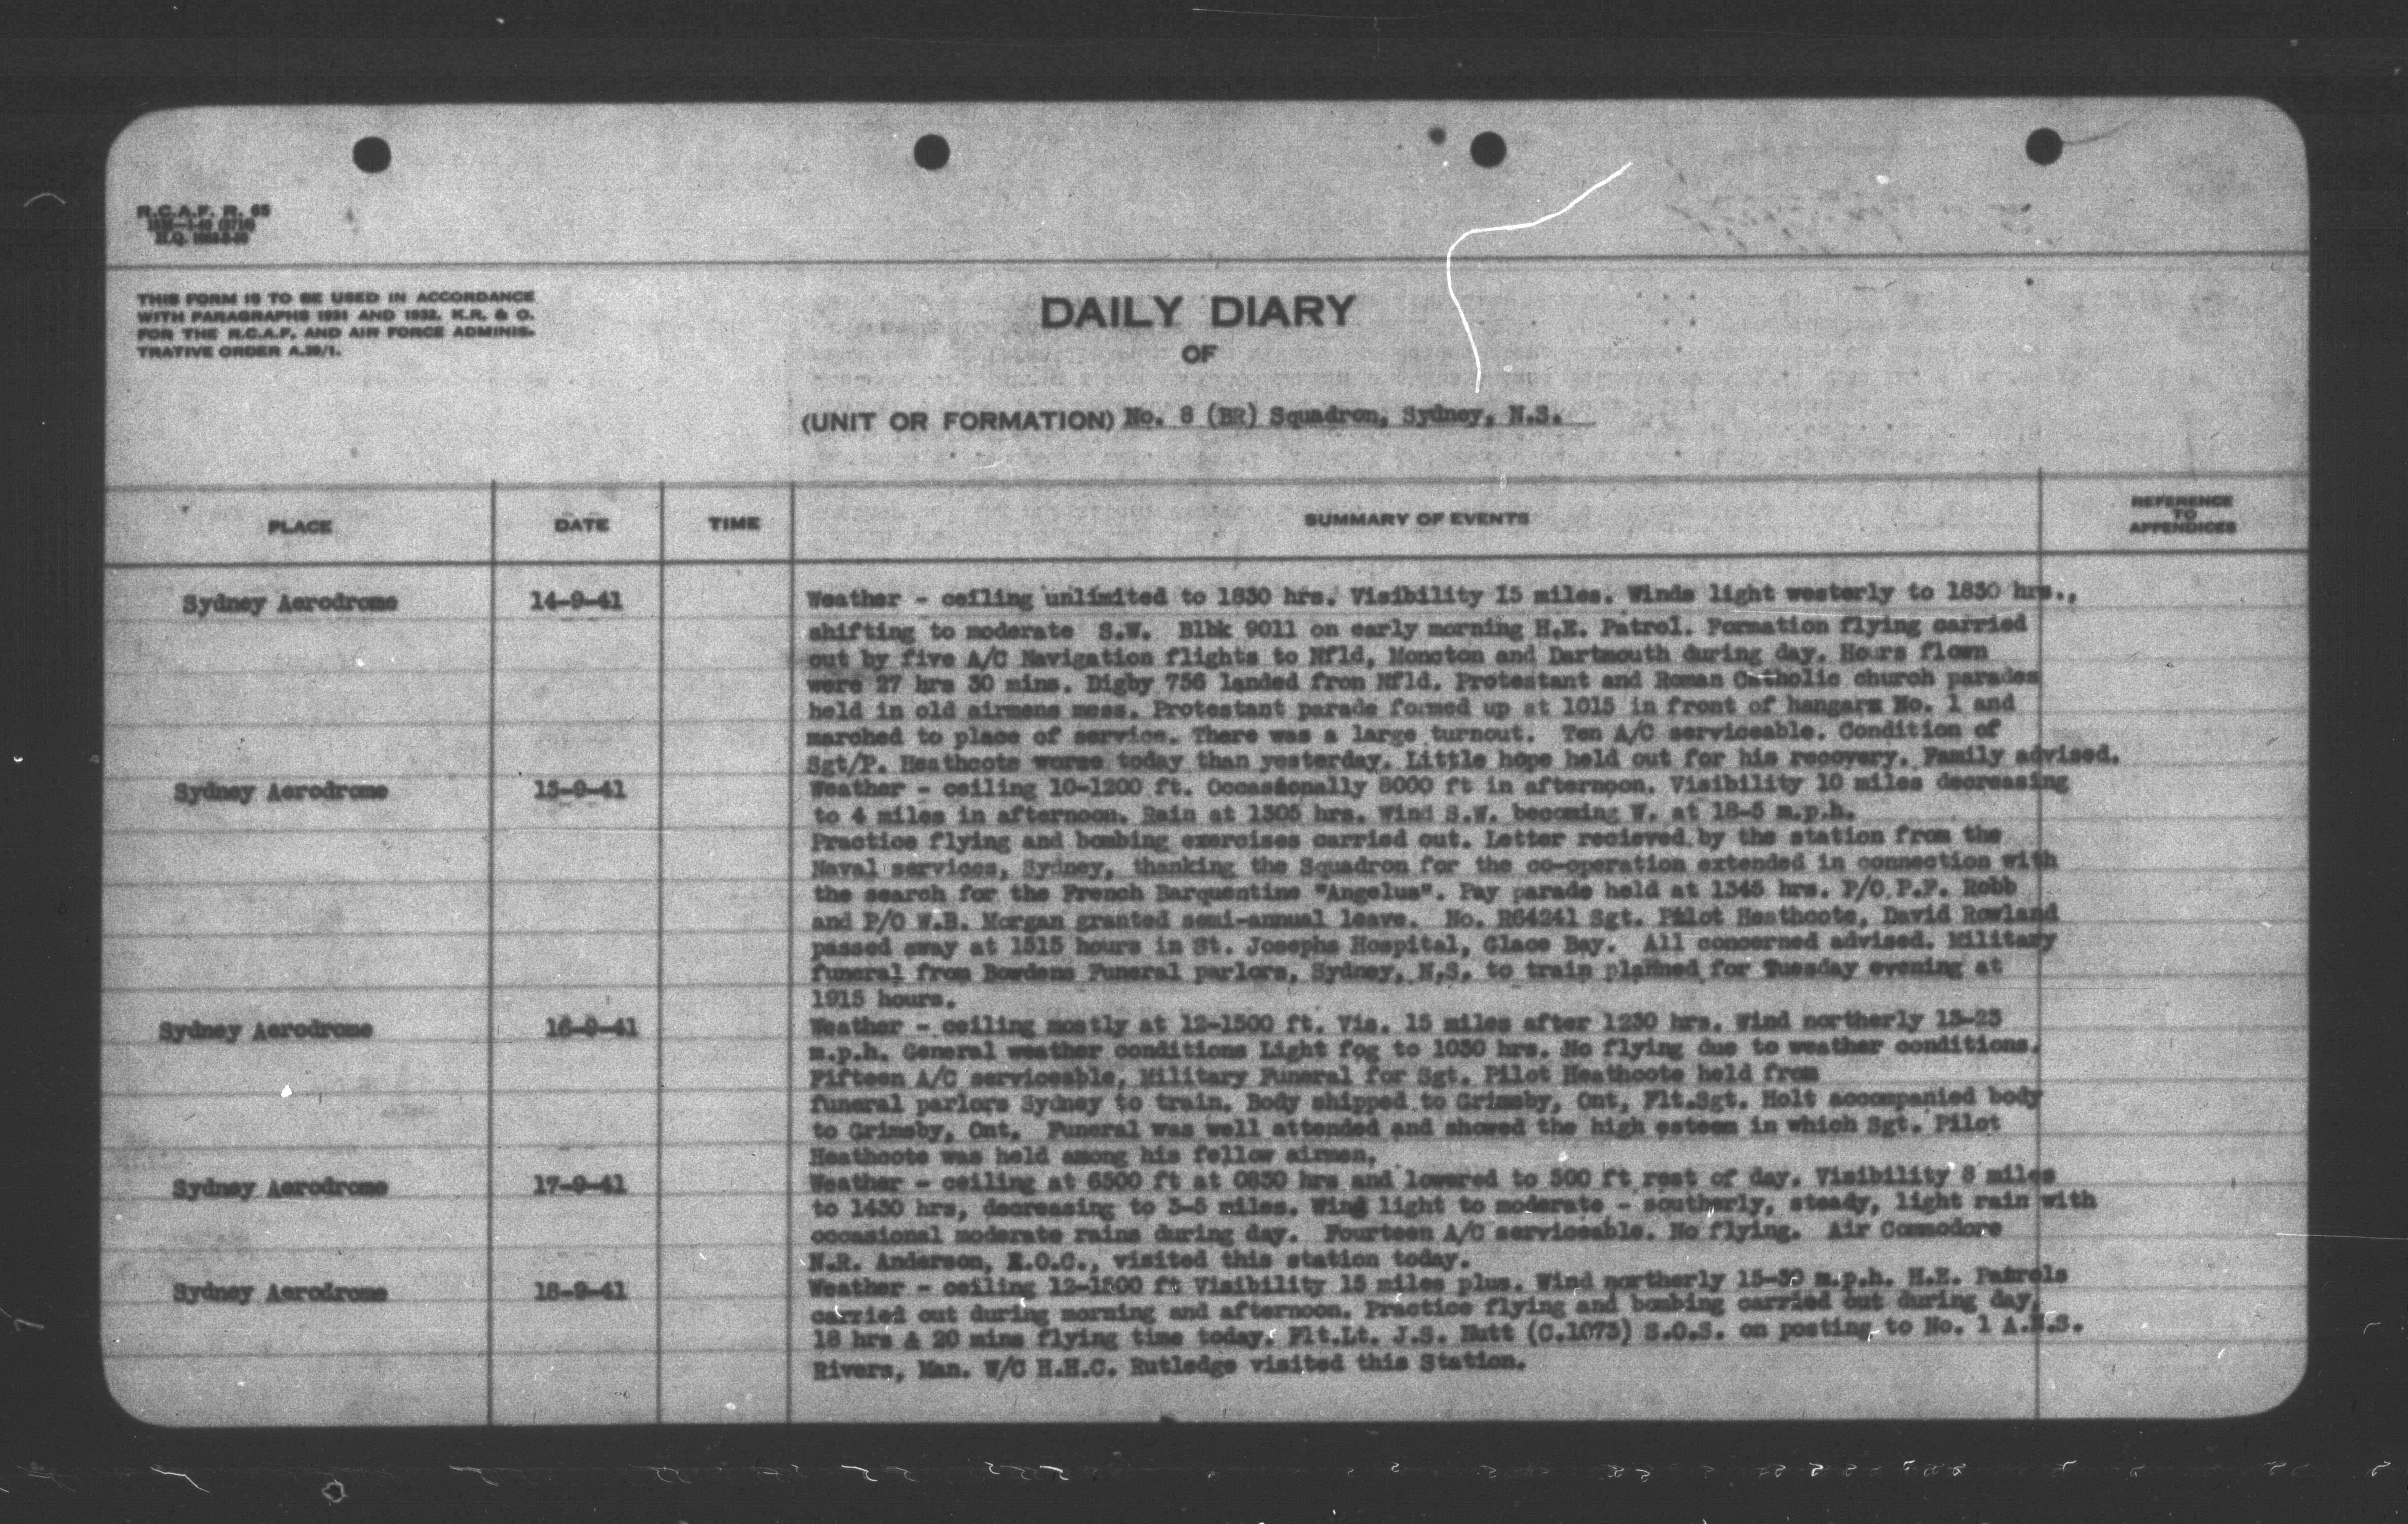 R.C.A.F. R. 65
H.Q.
THIS FORM IS TO BE USED IN ACCORDANCE
WITH PARAGRAPHS 1931 AND 1932, K.R. & O.
FOR THE R.C.A.F. AND AIR FORCE ADMINIS-
TRATIVE ORDER A.39/1.
DAILY DIARY
OF
(UNIT OR FORMATION) No. 8 (BR) Squadron, Sydney, N.S.
PLACE DATE TIME SUMMARY OF EVENTS REFERENCE TO APPENDICES
Sydney Aerodrome 14-9-41 Weather - ceiling unlimited to 1830 hrs. Visibility 15 miles. Winds light westerly to 1830 hrs.,
shifting to moderate S.W. Blbk 9011 on early morning H.E. Patrol. Formation flying carried
out by five A/C Navigation flights to Nfld, Moncton and Dartmouth during day. Hours flown
were 27 hrs 30 mins. Digby 756 landed from Nfld. Protestant and Roman Catholic church parades
held in old airmens mess. Protestant parade formed up at 1015 in front of hangars No. 1 and
marched to place of service. There was a large turnout. Ten A/C serviceable. Condition of
Sgt/P. Heathcote worse today than yesterday. Little hope held out for his recovery. Family advised.
Sydney Aerodrome 15-9-41 Weather - ceiling 10-1200 ft. Occasionally 8000 ft in afternoon. Visibility 10 miles decreasing
to 4 miles in afternoon. Rain at 1305 hrs. Wind S.W. becoming W. at 18-5 m.p.h.
Practice flying and bombing exercises carried out. Letter recieved by the station from the
Naval services, Sydney, thanking the Squadron for the co-operation extended in connection with
the search for the French Barquentine "Angelus". Pay parade held at 1345 hrs. P/O P.F. Robb
and P/O W.B. Morgan granted semi-annual leave. No. R64241 Sgt. Pilot Heathcote, David Rowland
passed away at 1515 hours in St. Josephs Hospital, Glace Bay. All concerned advised. Military
funeral from Bowdens Funeral parlors, Sydney, N.S. to train planned for Tuesday evening at
1915 hours.
Sydney Aerodrome 16-9-41 Weather - ceiling mostly at 12-1500 ft. Vis. 15 miles after 1230 hrs. Wind northerly 15-25
m.p.h. General weather conditions Light fog to 1030 hrs. No flying due to weather conditions.
Fifteen A/C serviceable, Military Funeral for Sgt. Pilot Heathcote held from
funeral parlors Sydney to train. Body shipped to Grimsby, Ont, Flt.Sgt. Holt accompanied body
to Grimsby, Ont. Funeral was well attended and showed the high esteem in which Sgt. Pilot
Heathcote was held among his fellow airmen.
Sydney Aerodrome 17-9-41 Weather - ceiling at 6500 ft at 0830 hrs and lowered to 500 ft rest of day. Visibility 8 miles
to 1430 hrs, decreasing to 3-5 miles. Wind light to moderate - southerly, steady, light rain with
occasional moderate rains during day. Fourteen A/C serviceable. No flying. Air Commodore
N.R. Anderson, A.O.C., visited this station today.
Sydney Aerodrome 18-9-41 Weather - ceiling 12-1500 ft Visibility 15 miles plus. Wind northerly 15-30 m.p.h. H.E. Patrols
carried out during morning and afternoon. Practice flying and bombing carried out during day,
18 hrs & 20 mins flying time today. Flt.Lt. J.S. Nutt (C.1073) S.O.S. on posting to No. 1 A.N.S.
Rivers, Man. W/C H.H.C. Rutledge visited this Station.